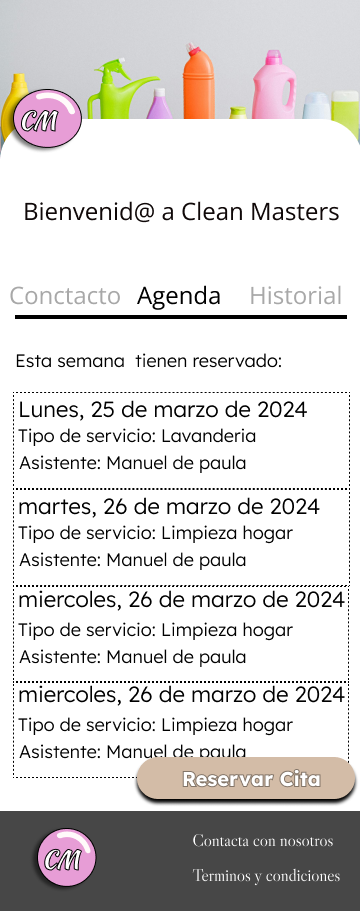 CM
Bienvenid@ a Clean Masters
Conctacto Agenda Historial
Esta semana tienen reservado:
Lunes, 25 de marzo de 2024
Tipo de servicio: Lavanderia
Asistente: Manuel de paula
martes, 26 de marzo de 2024
Tipo de servicio: Limpieza hogar
Asistente: Manuel de paula
miercoles, 26 de marzo de 2024
Tipo de servicio: Limpieza hogar
Asistente: Manuel de paula
miercoles, 26 de marzo de 2024
Tipo de servicio: Limpieza hogar
Asistente: Manuel de paula
Reservar Cita
CM
Contacta con nosotros
Terminos y condiciones